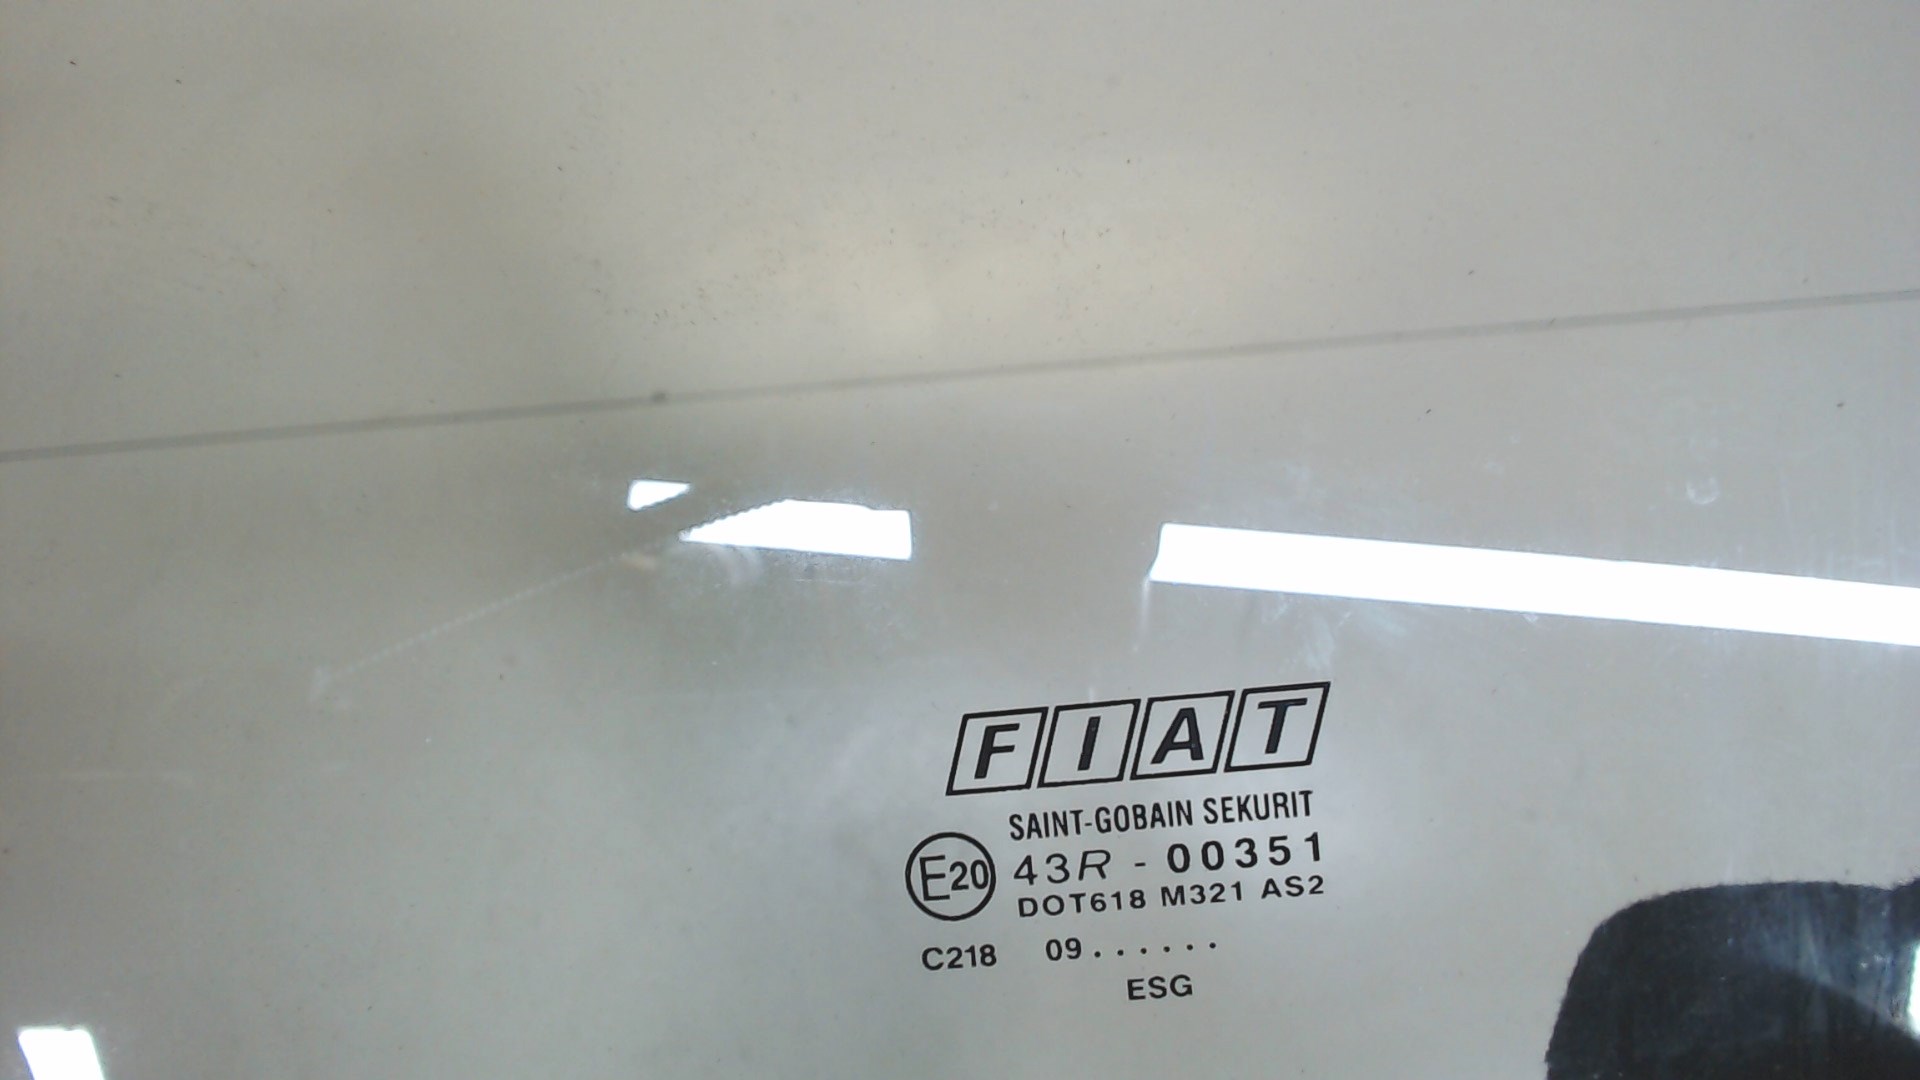 FIAT
SAINT-GOBAIN SEKURIT
E20 43R - 00351
DOT618 M321 AS2
C218 09......
ESG